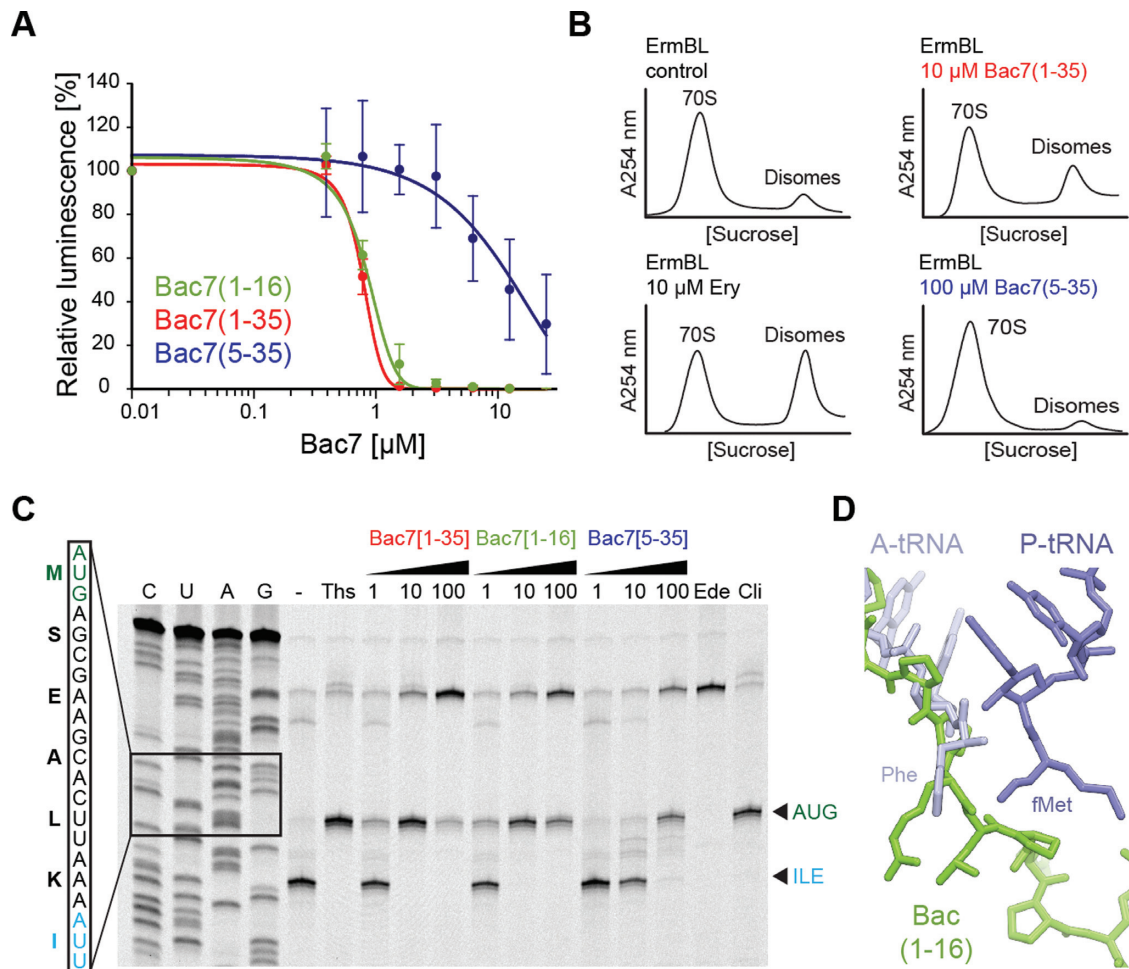 A
Relative luminescence [%]
140
120
100
80
60
40
20
0
Bac7(1-16)
Bac7(1-35)
Bac7(5-35)
0.01
0.1
1
10
Bac7 [µM]
B
ErmBL
control
70S
Disomes
A254 nm
[Sucrose]
ErmBL
10 µM Bac7(1-35)
70S
Disomes
A254 nm
[Sucrose]
ErmBL
10 µM Ery
70S
Disomes
A254 nm
[Sucrose]
ErmBL
100 µM Bac7(5-35)
70S
Disomes
A254 nm
[Sucrose]
C
M
S
E
A
L
K
I
A
U
G
A
G
C
G
A
A
G
C
A
C
U
U
A
A
A
A
U
U
Bac7[1-35] Bac7[1-16] Bac7[5-35]
C U A G - Ths 1 10 100 1 10 100 1 10 100 Ede Cli
AUG
ILE
D
A-tRNA
P-tRNA
Phe
fMet
Bac
(1-16)